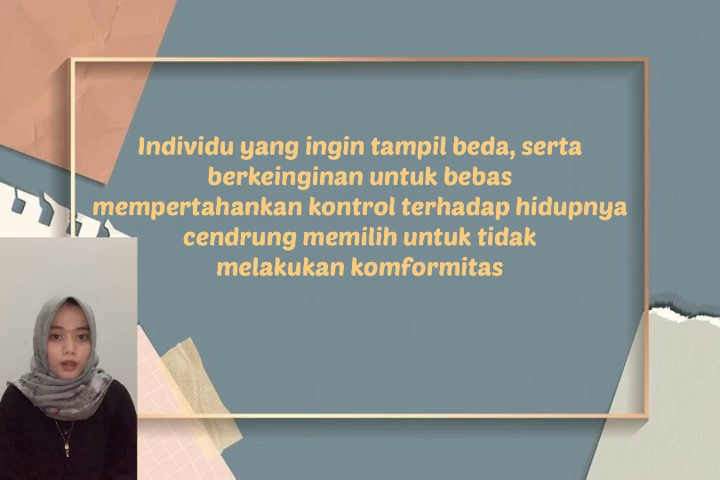 Individu yang ingin tampil beda, serta
berkeinginan untuk bebas
mempertahankan kontrol terhadap hidupnya
cendrung memilih untuk tidak
melakukan komformitas